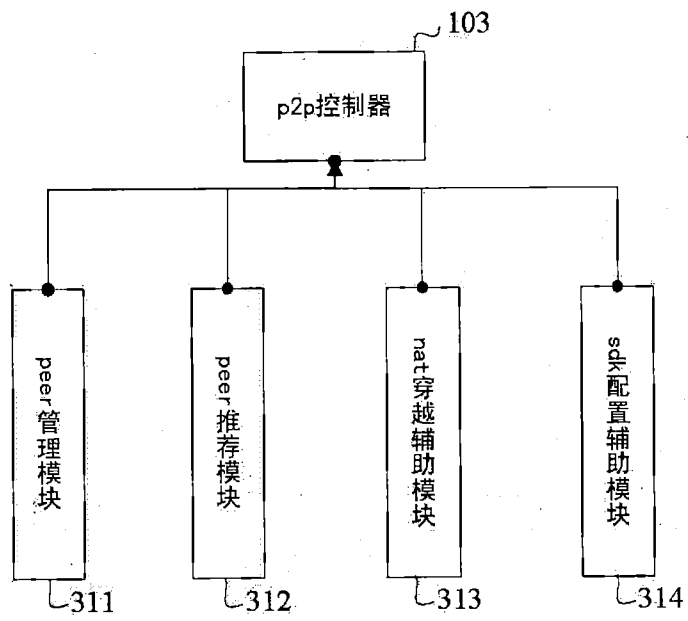 103
p2p控制器
peer管理模块
peer推荐模块
nat穿越辅助模块
sdk配置辅助模块
311
312
313
314